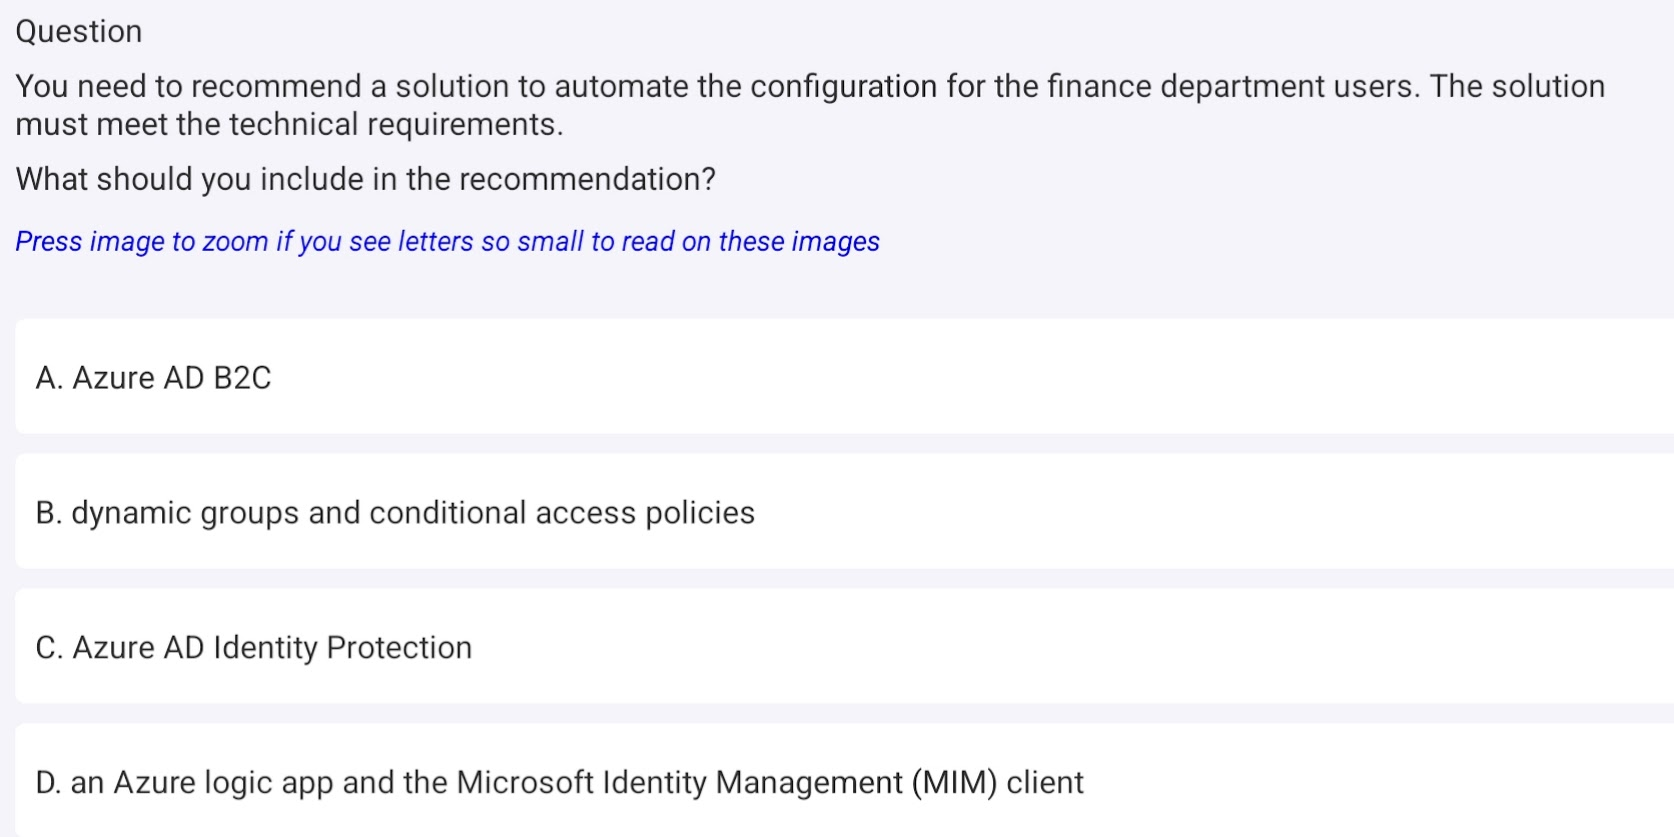 Question
You need to recommend a solution to automate the configuration for the finance department users. The solution
must meet the technical requirements.
What should you include in the recommendation?
Press image to zoom if you see letters so small to read on these images
A. Azure AD B2C
B. dynamic groups and conditional access policies
C. Azure AD Identity Protection
D. an Azure logic app and the Microsoft Identity Management (MIM) client